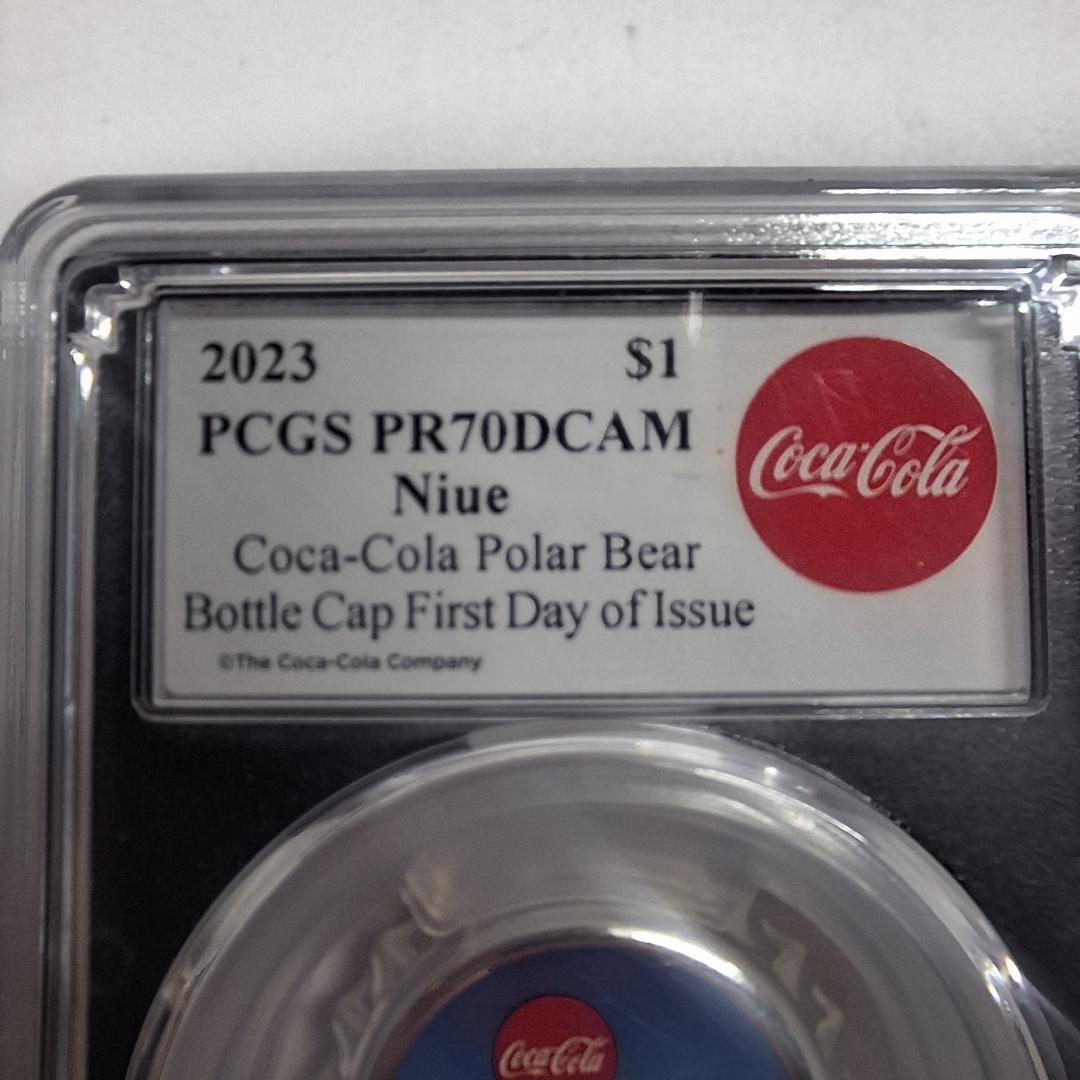 2023 $1
PCGS PR70DCAM
Niue
Coca-Cola Polar Bear
Bottle Cap First Day of Issue
©The Coca-Cola Company
Coca-Cola
Coca-Cola